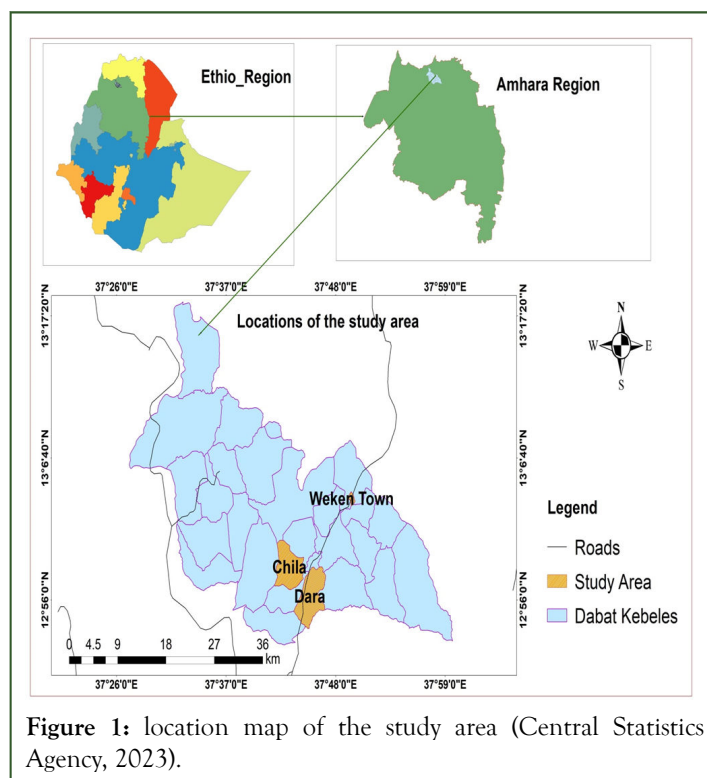 Ethio_Region
Amhara Region
37°26'0"E 37°37'0"E 37°48'0"E 37°59'0"E
13°17'20"N
13°17'20"N
Locations of the study area
N
W E
S
13°6'40"N
13°6'40"N
Weken Town
Legend
Roads
Chila
Study Area
Dara
Dabat Kebeles
12°56'0"N
12°56'0"N
0 4.5 9 18 27 36
km
37°26'0"E 37°37'0"E 37°48'0"E 37°59'0"E
Figure 1: location map of the study area (Central Statistics
Agency, 2023).